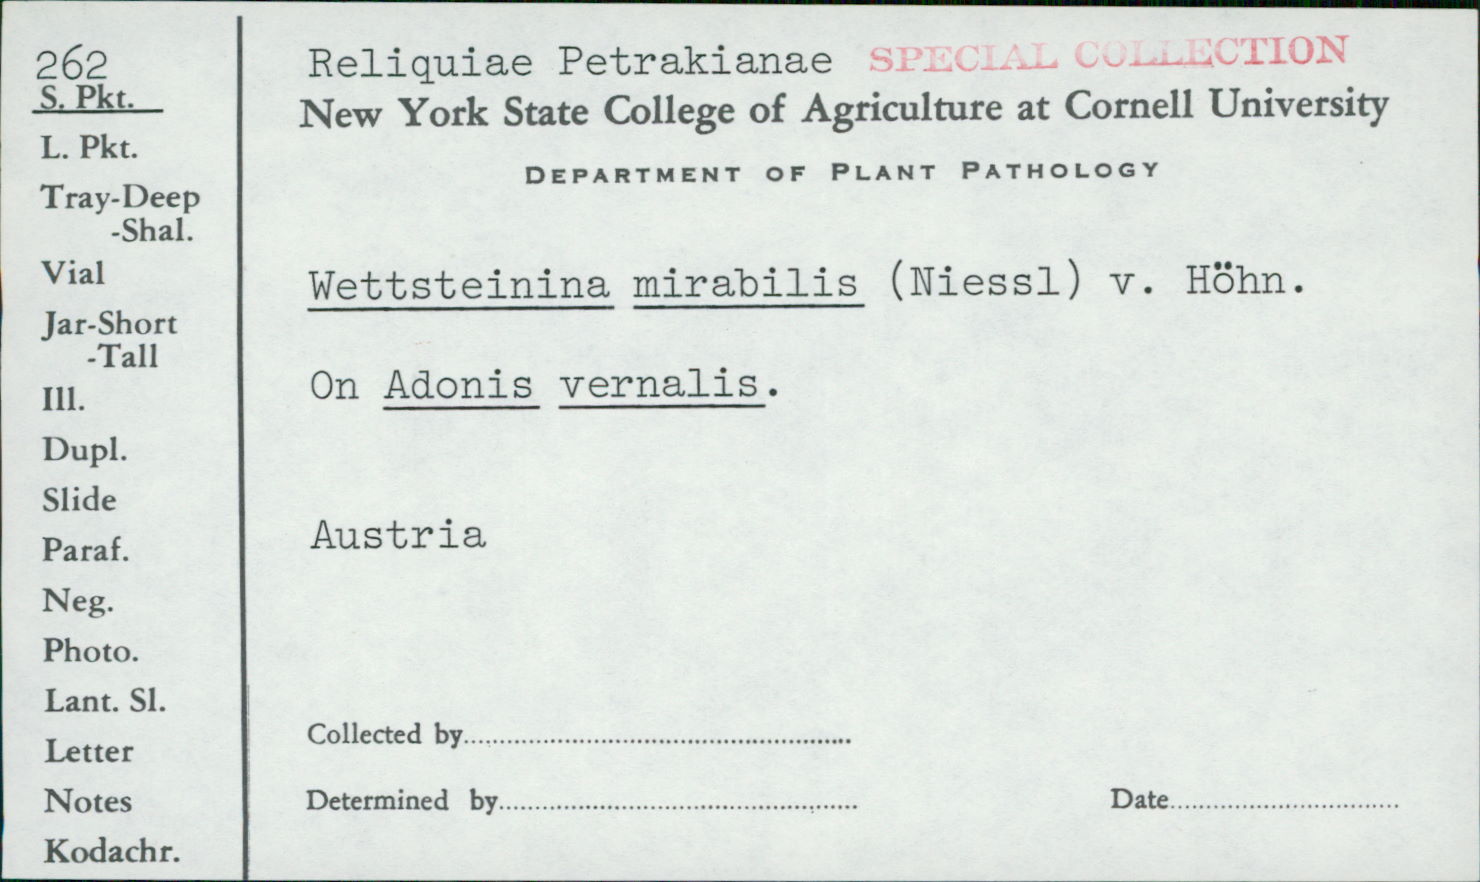 262
S. Pkt.
L. Pkt.
Tray-Deep
-Shal.
Vial
Jar-Short
-Tall
Ill.
Dupl.
Slide
Paraf.
Neg.
Photo.
Lant. Sl.
Letter
Notes
Kodachr.
Reliquiae Petrakianae SPECIAL COLLECTION
New York State College of Agriculture at Cornell University
DEPARTMENT OF PLANT PATHOLOGY
Wettsteinina mirabilis (Niessl) v. Höhn.
On Adonis vernalis.
Austria
Collected by
Determined by Date